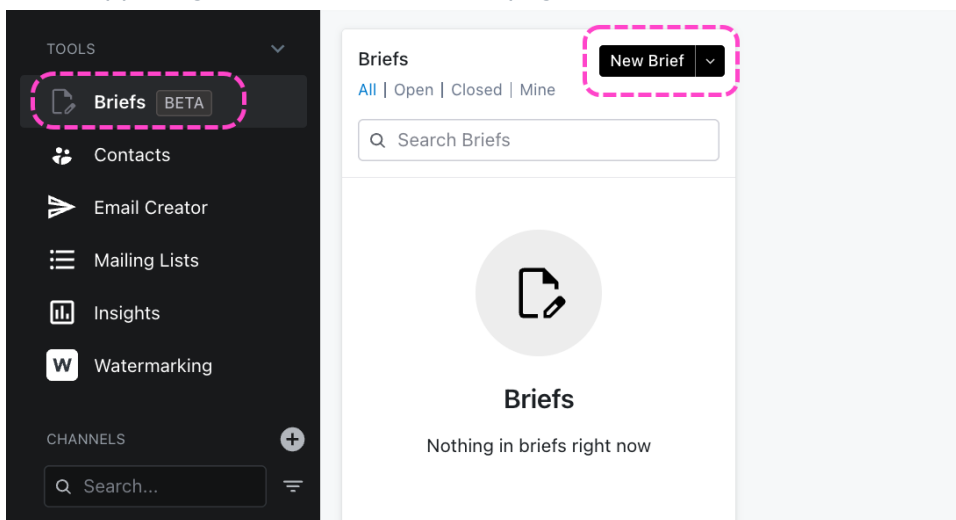 TOOLS
Briefs BETA
Contacts
Email Creator
Mailing Lists
Insights
W Watermarking
CHANNELS
Search...
Briefs
New Brief
All | Open | Closed | Mine
Search Briefs
Briefs
Nothing in briefs right now